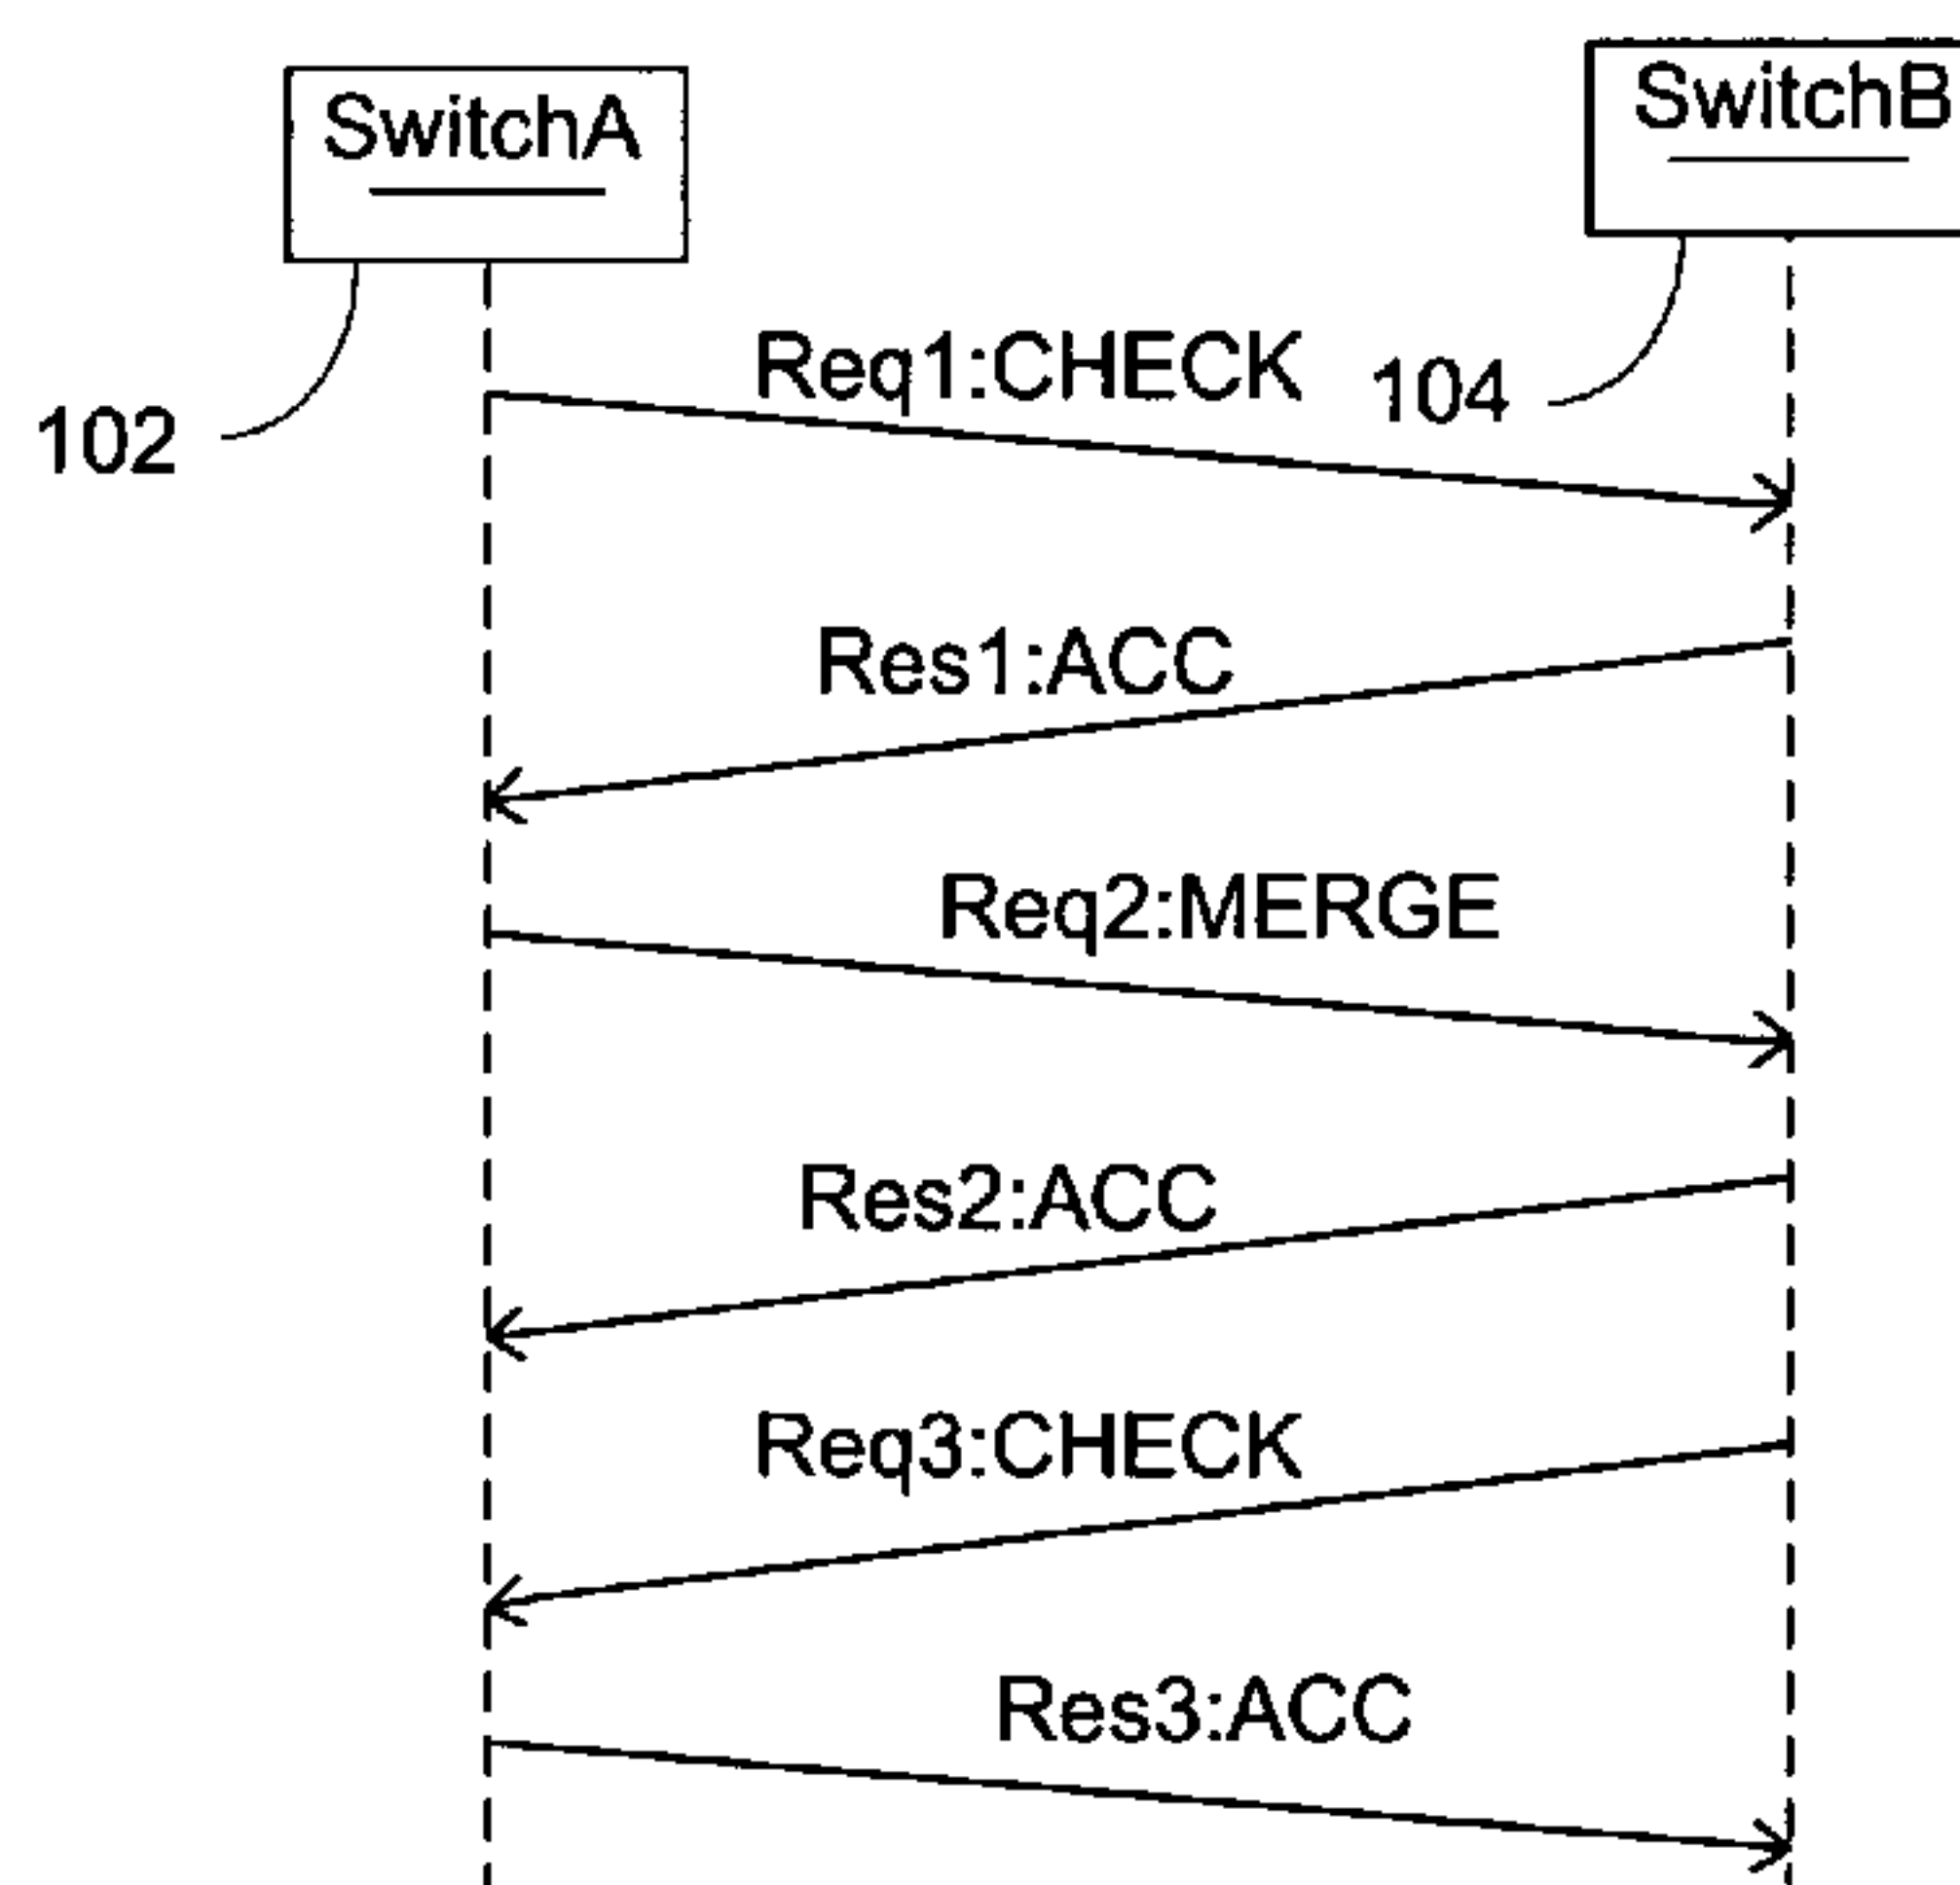 SwitchA
SwitchB
Req1:CHECK
104
102
Res1:ACC
Req2:MERGE
Res2:ACC
Req3:CHECK
Res3:ACC